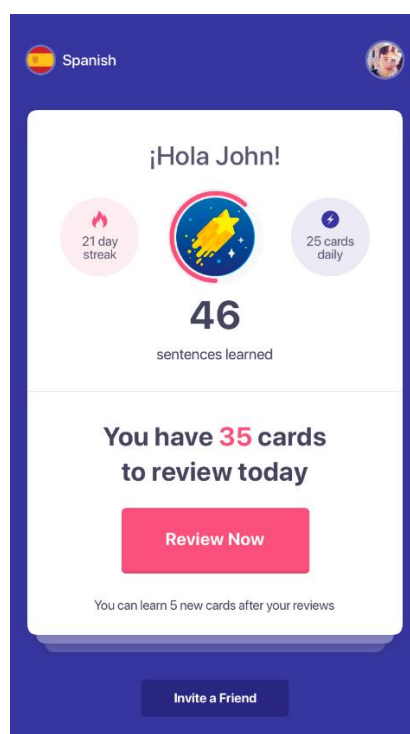 Spanish
¡Hola John!
21 day
streak
25 cards
daily
46
sentences learned
You have 35 cards
to review today
Review Now
You can learn 5 new cards after your reviews
Invite a Friend